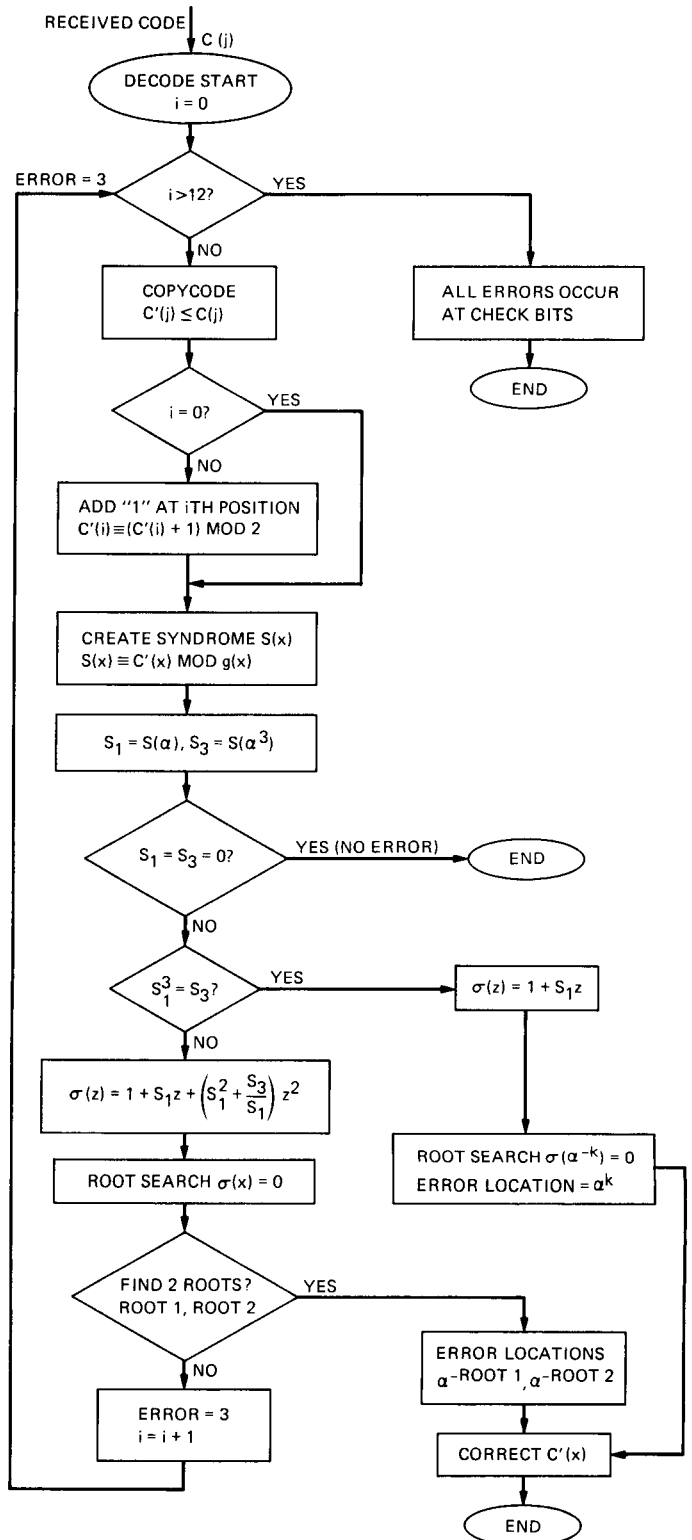 RECEIVED CODE
C (j)
DECODE START
i = 0
ERROR = 3
i>12?
YES
NO
COPYCODE
C'(j) ≤ C(j)
ALL ERRORS OCCUR
AT CHECK BITS
END
i = 0?
YES
NO
ADD "1" AT iTH POSITION
C'(i)≡(C'(i) + 1) MOD 2
CREATE SYNDROME S(x)
S(x) ≡ C'(x) MOD g(x)
S₁ = S(α), S₃ = S(α³)
S₁ = S₃ = 0?
YES (NO ERROR)
END
NO
S₁³ = S₃?
YES
σ(z) = 1 + S₁z
NO
σ(z) = 1 + S₁z + (S₁² + S₃/S₁) z²
ROOT SEARCH σ(α⁻ᵏ) = 0
ERROR LOCATION = αᵏ
ROOT SEARCH σ(x) = 0
FIND 2 ROOTS?
ROOT 1, ROOT 2
YES
NO
ERROR LOCATIONS
α⁻ROOT 1, α⁻ROOT 2
ERROR = 3
i = i + 1
CORRECT C'(x)
END